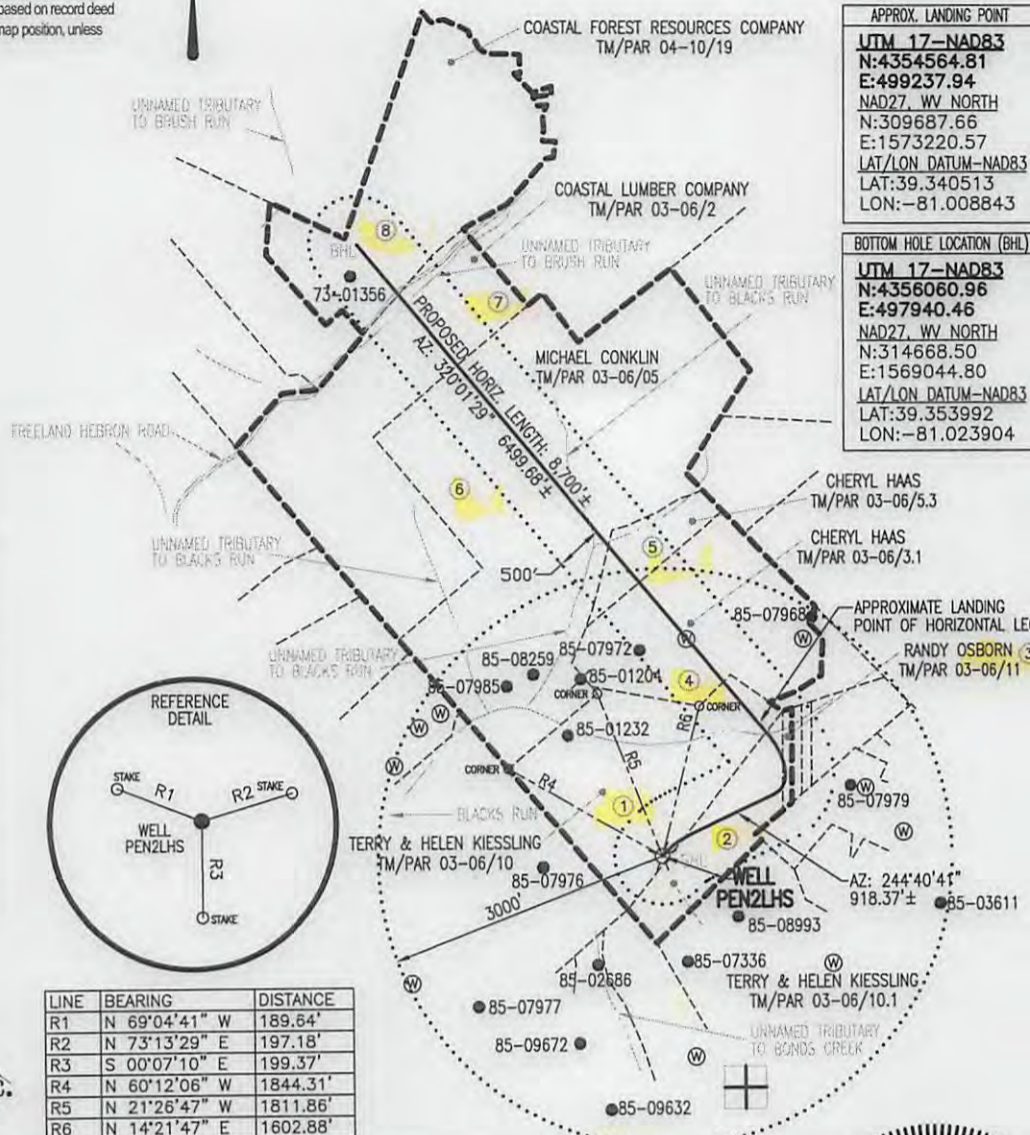 based on record deed
map position, unless
COASTAL FOREST RESOURCES COMPANY
TM/PAR 04-10/19
APPROX. LANDING POINT
UTM 17-NAD83
N:4354564.81
E:499237.94
NAD27, WV NORTH
N:309687.66
E:1573220.57
LAT/LON DATUM-NAD83
LAT:39.340513
LON:-81.008843
UNNAMED TRIBUTARY
TO BRUSH RUN
COASTAL LUMBER COMPANY
TM/PAR 03-06/2
BOTTOM HOLE LOCATION (BHL)
UTM 17-NAD83
N:4356060.96
E:497940.46
NAD27, WV NORTH
N:314668.50
E:1569044.80
LAT/LON DATUM-NAD83
LAT:39.353992
LON:-81.023904
8
BHL
UNNAMED TRIBUTARY
TO BRUSH RUN
73-01356
UNNAMED TRIBUTARY
TO BLACKS RUN
7
PROPOSED HORIZ. LENGTH: 8,700'±
AZ: 320°01'29" 6499.68'±
MICHAEL CONKLIN
TM/PAR 03-06/05
FREELAND HEBRON ROAD
6
CHERYL HAAS
TM/PAR 03-06/5.3
CHERYL HAAS
TM/PAR 03-06/3.1
UNNAMED TRIBUTARY
TO BLACKS RUN
5
500'
85-07968
APPROXIMATE LANDING
POINT OF HORIZONTAL LE
W
W
RANDY OSBORN 3
TM/PAR 03-06/11
UNNAMED TRIBUTARY
TO BLACKS RUN
85-07972
85-08259
85-01204
85-07985
CORNER
4
CORNER
R6
W
W
85-01232
R5
W
CORNER
R4
REFERENCE
DETAIL
STAKE
R1
R2
STAKE
WELL
PEN2LHS
R3
STAKE
BLACKS RUN
1
85-07979
W
W
TERRY & HELEN KIESSLING
TM/PAR 03-06/10
2
SHL
WELL
PEN2LHS
85-07976
AZ: 244°40'41"
918.37'±
85-03611
3000'
85-08993
85-02686
85-07336
W
W
TERRY & HELEN KIESSLING
TM/PAR 03-06/10.1
85-07977
UNNAMED TRIBUTARY
TO BONDS CREEK
85-09672
W
85-09632
LINE BEARING DISTANCE
R1 N 69°04'41" W 189.64'
R2 N 73°13'29" E 197.18'
R3 S 00°07'10" E 199.37'
R4 N 60°12'06" W 1844.31'
R5 N 21°26'47" W 1811.86'
R6 N 14°21'47" E 1602.88'